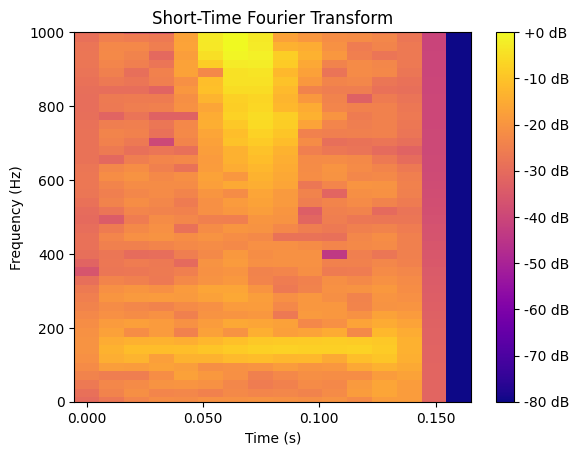 Short-Time Fourier Transform
1000
800
600
400
200
0
Frequency (Hz)
0.000
0.050
0.100
0.150
Time (s)
+0 dB
-10 dB
-20 dB
-30 dB
-40 dB
-50 dB
-60 dB
-70 dB
-80 dB